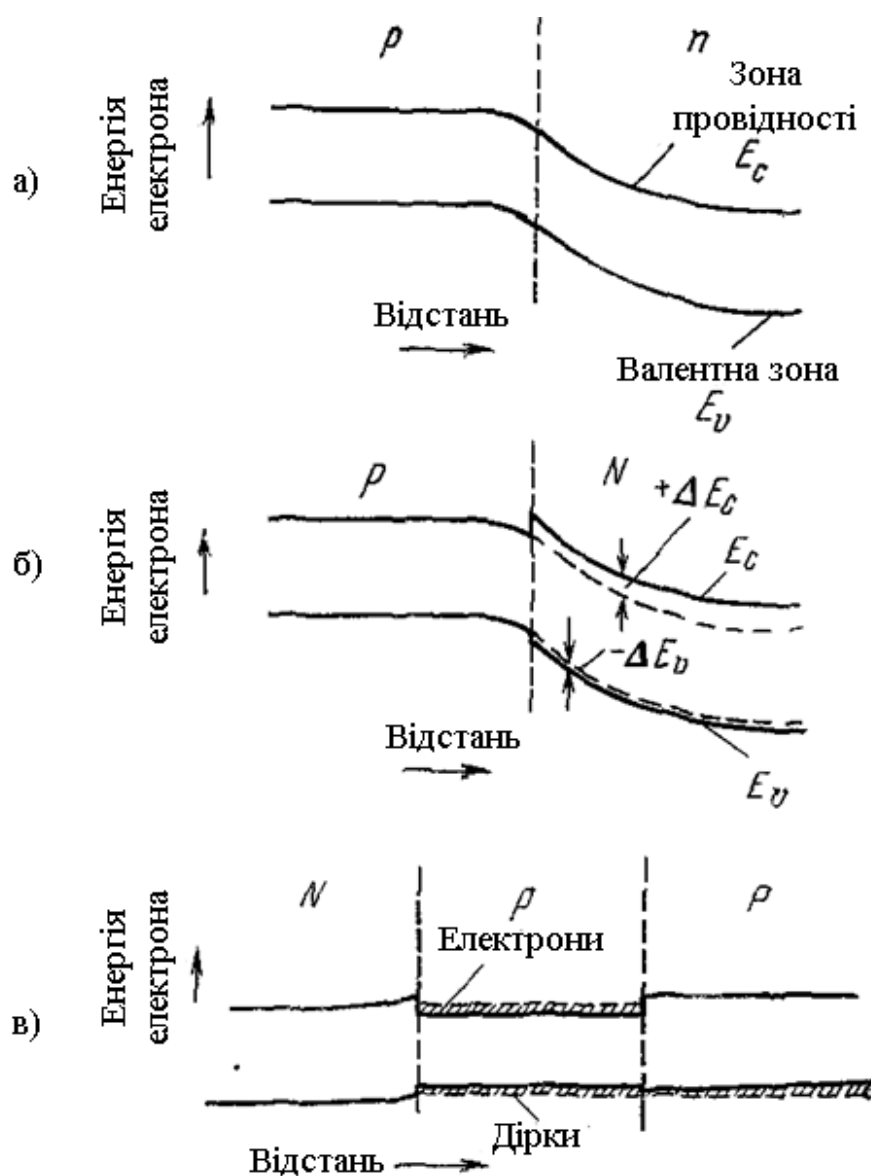 p
n
Зона
провідності
E_c
Енергія
електрона
а)
Відстань
Валентна зона
E_v
p
N
+ΔE_c
E_c
Енергія
електрона
б)
-ΔE_v
Відстань
E_v
N
p
P
Електрони
Енергія
електрона
в)
Дірки
Відстань